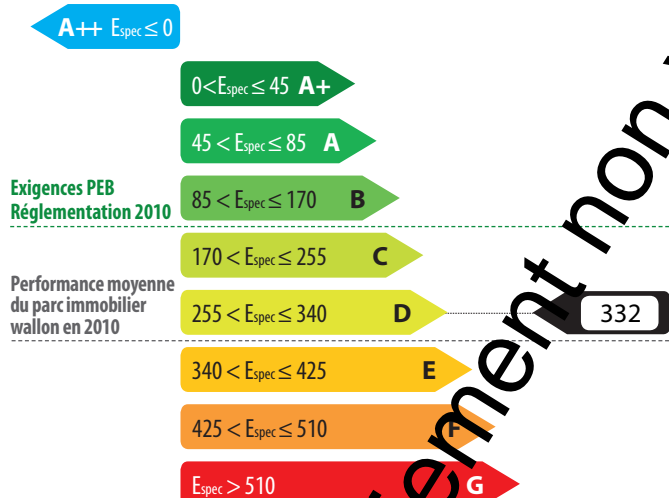 A++ Espec ≤ 0
0<Espec ≤ 45 A+
45 < Espec ≤ 85 A
Exigences PEB
Réglementation 2010
85 < Espec ≤ 170 B
170 < Espec ≤ 255 C
Performance moyenne
du parc immobilier
wallon en 2010
255 < Espec ≤ 340 D
332
340 < Espec ≤ 425 E
425 < Espec ≤ 510 F
Espec > 510 G
ement non